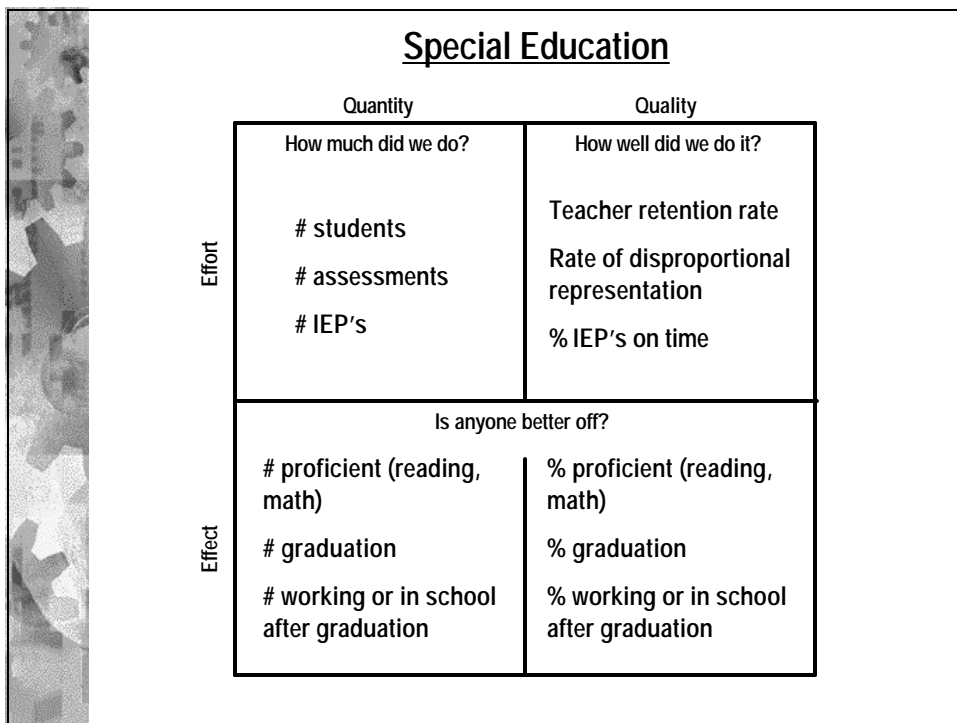 Special Education
Quantity
Quality
Effort
How much did we do?
# students
# assessments
# IEP's
How well did we do it?
Teacher retention rate
Rate of disproportional
representation
% IEP's on time
Effect
Is anyone better off?
# proficient (reading,
math)
# graduation
# working or in school
after graduation
% proficient (reading,
math)
% graduation
% working or in school
after graduation